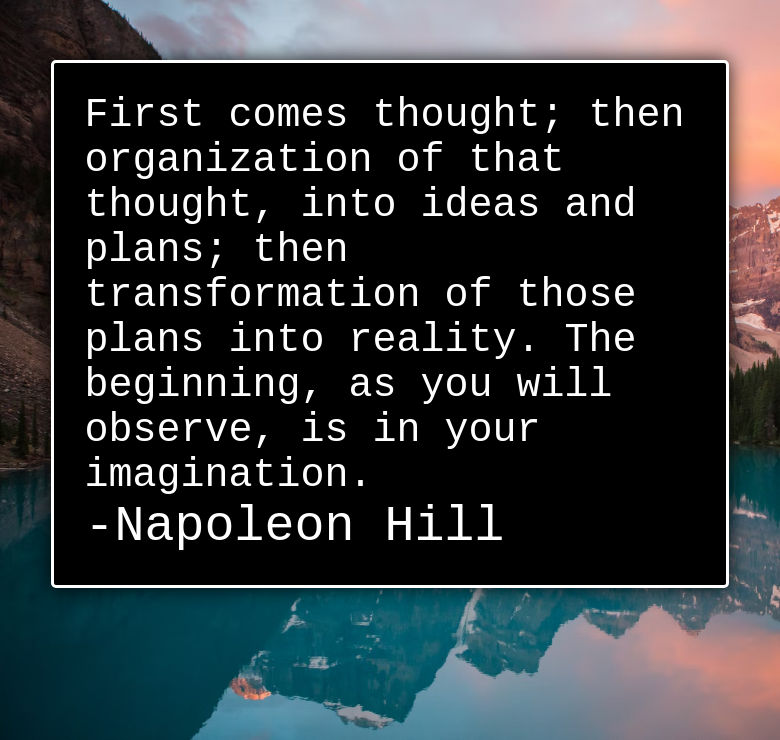 First comes thought; then
organization of that
thought, into ideas and
plans; then
transformation of those
plans into reality. The
beginning, as you will
observe, is in your
imagination.
-Napoleon Hill